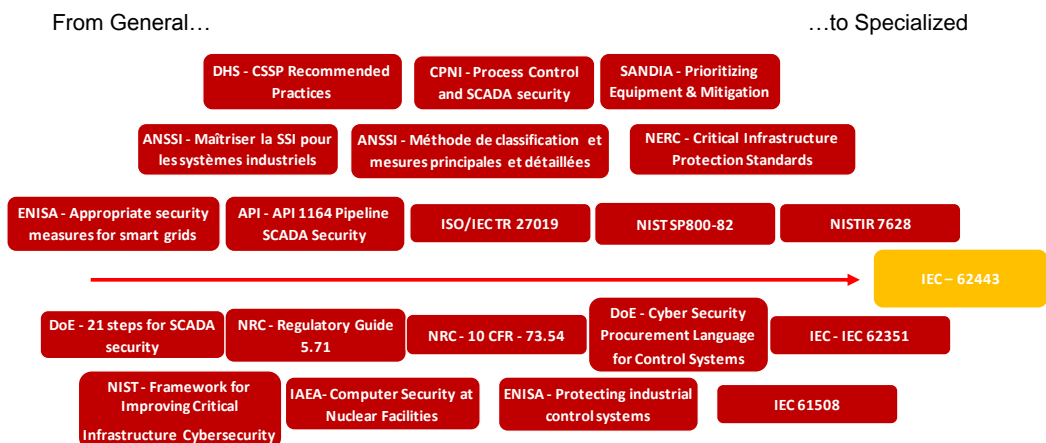 From General…
…to Specialized
DHS - CSSP Recommended
Practices
CPNI - Process Control
and SCADA security
SANDIA - Prioritizing
Equipment & Mitigation
ANSSI - Maîtriser la SSI pour
les systèmes industriels
ANSSI - Méthode de classification et
mesures principales et détaillées
NERC - Critical Infrastructure
Protection Standards
ENISA - Appropriate security
measures for smart grids
API - API 1164 Pipeline
SCADA Security
ISO/IEC TR 27019
NIST SP800-82
NISTIR 7628
IEC – 62443
DoE - 21 steps for SCADA
security
NRC - Regulatory Guide
5.71
NRC - 10 CFR - 73.54
DoE - Cyber Security
Procurement Language
for Control Systems
IEC - IEC 62351
NIST - Framework for
Improving Critical
Infrastructure Cybersecurity
IAEA- Computer Security at
Nuclear Facilities
ENISA - Protecting industrial
control systems
IEC 61508